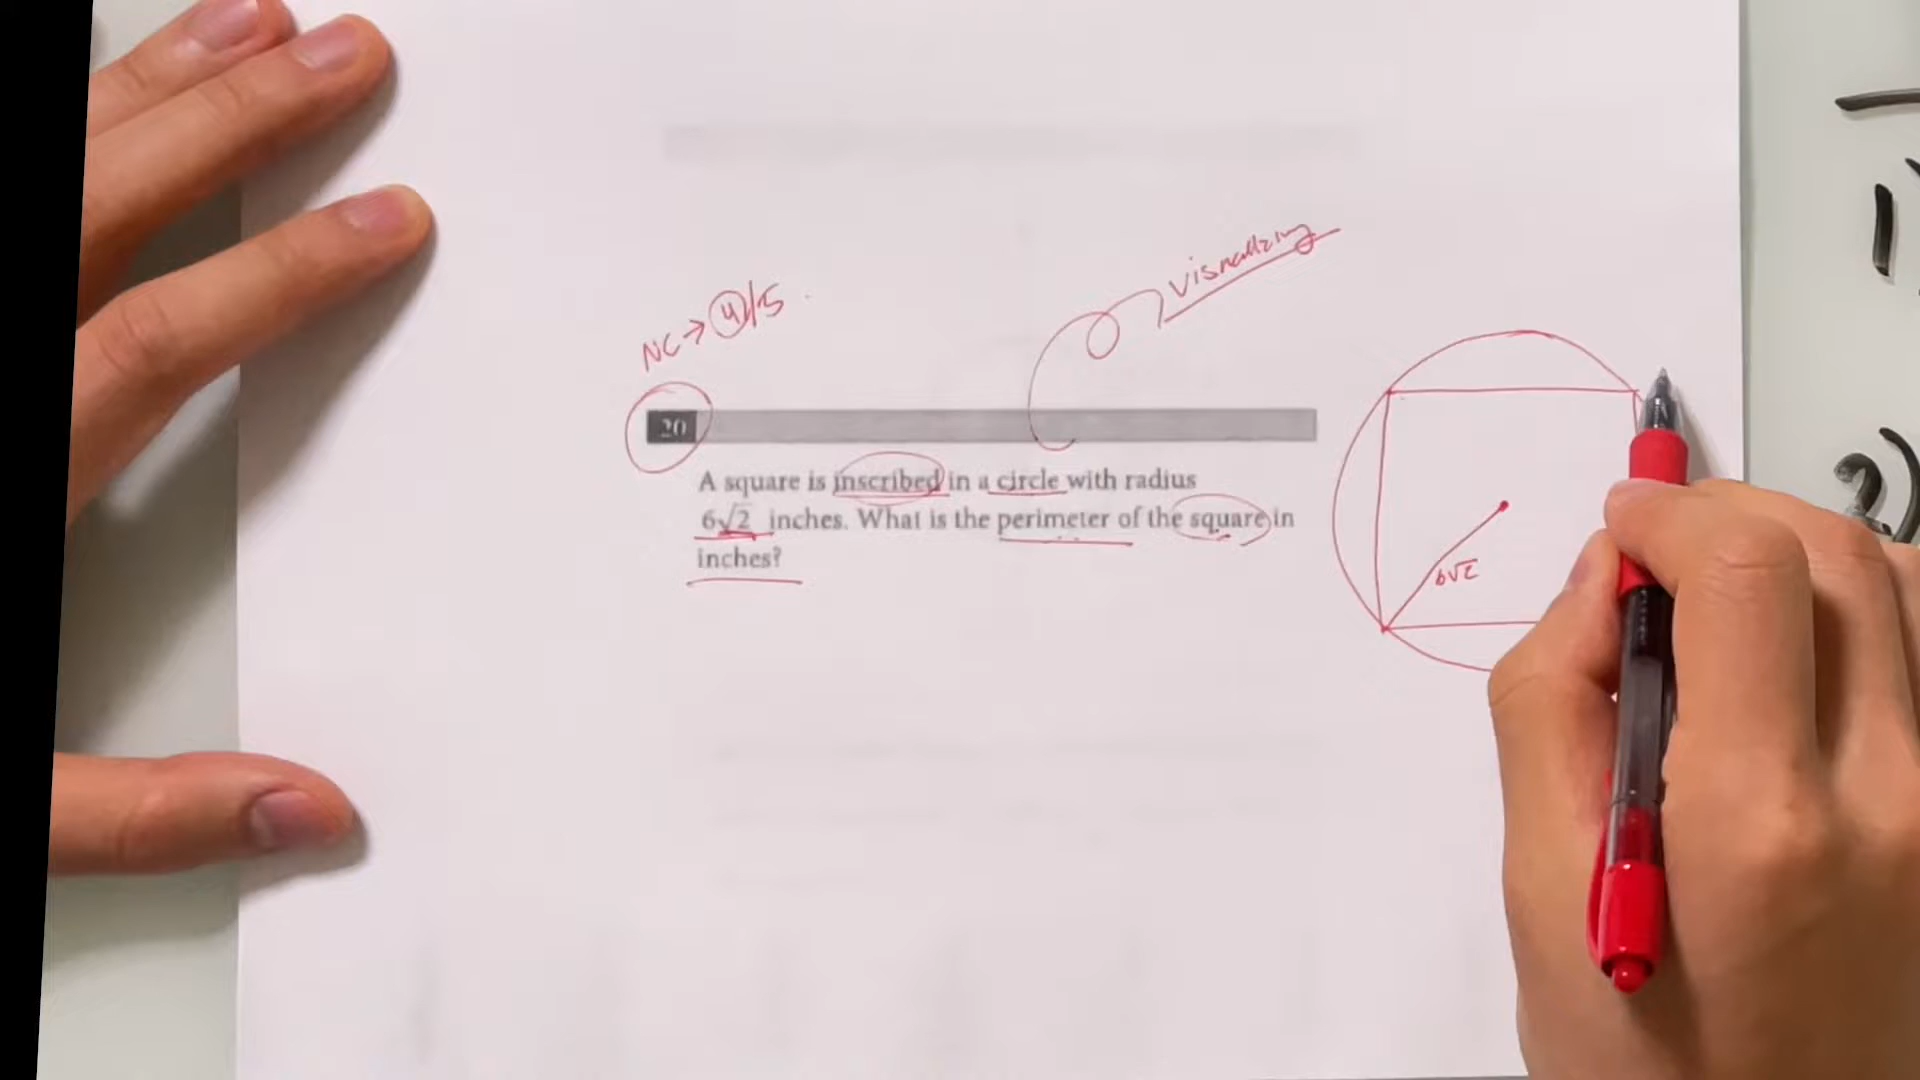 visualizing
NC → 4/5
20
A square is inscribed in a circle with radius
6√2 inches. What is the perimeter of the square in
inches?
6√2